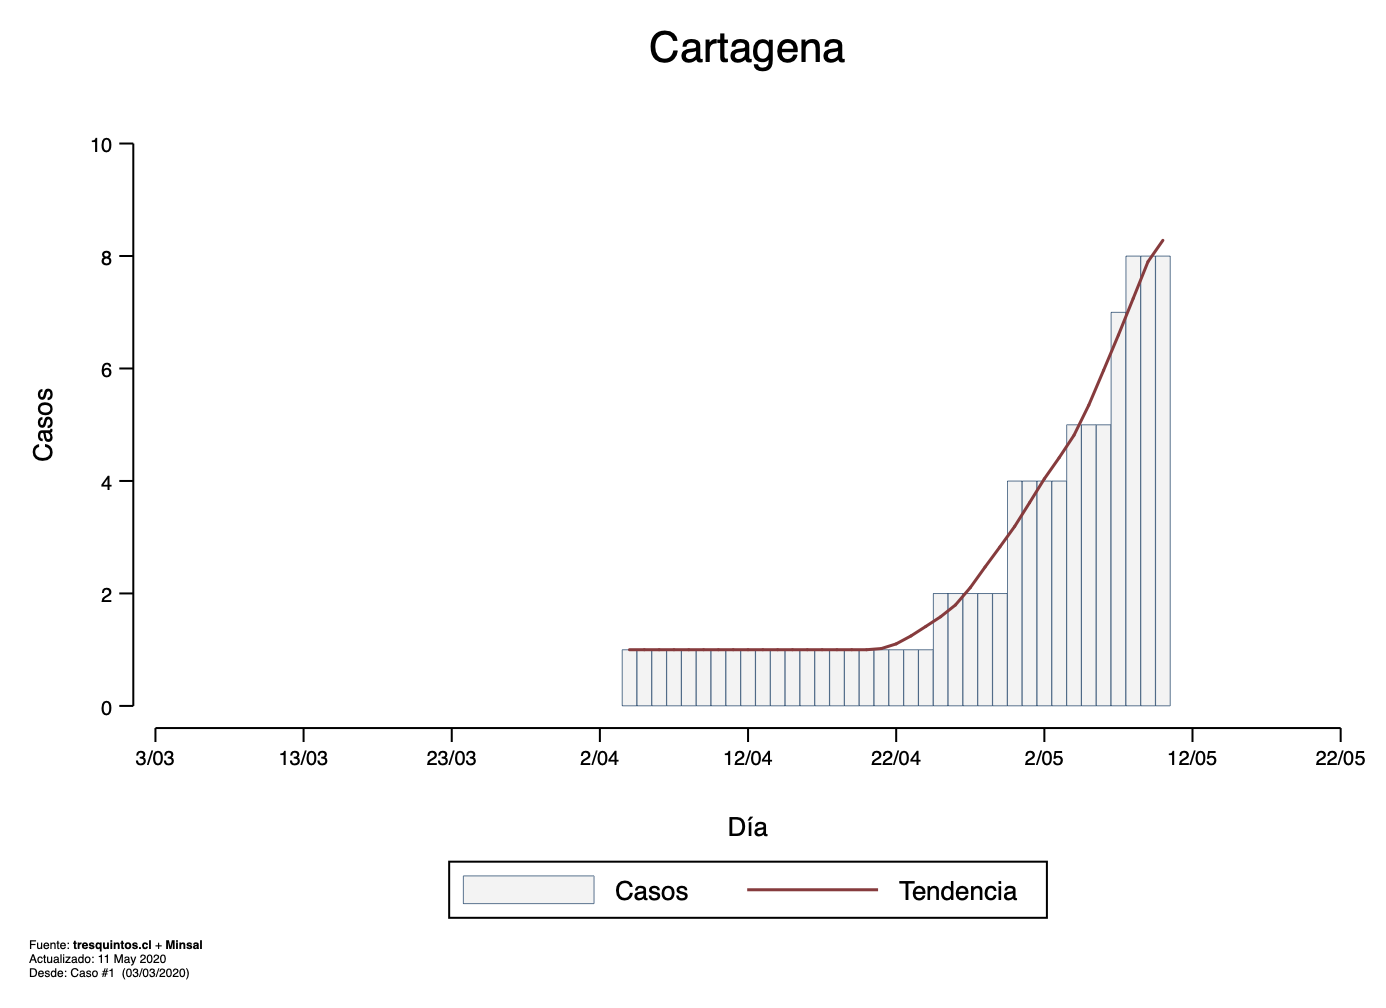 Cartagena
10
8
6
4
2
0
Casos
3/03 13/03 23/03 2/04 12/04 22/04 2/05 12/05 22/05
Día
Casos Tendencia
Fuente: tresquintos.cl + Minsal
Actualizado: 11 May 2020
Desde: Caso #1 (03/03/2020)